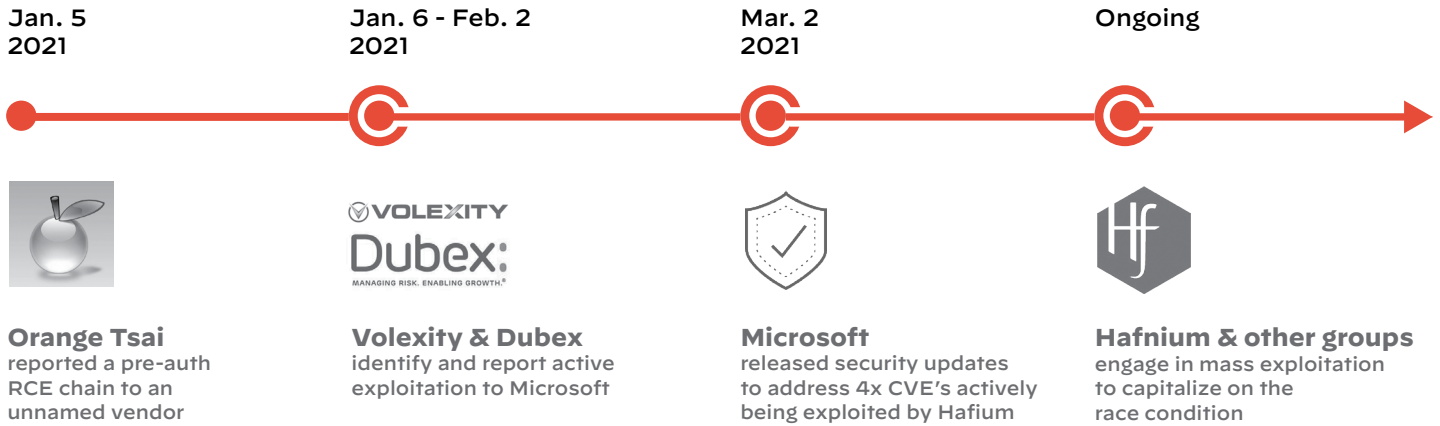 Jan. 5
2021
Jan. 6 - Feb. 2
2021
Mar. 2
2021
Ongoing
VOLEXITY
Dubex:
MANAGING RISK. ENABLING GROWTH.®
Hf
Orange Tsai
reported a pre-auth
RCE chain to an
unnamed vendor
Volexity & Dubex
identify and report active
exploitation to Microsoft
Microsoft
released security updates
to address 4x CVE's actively
being exploited by Hafium
Hafnium & other groups
engage in mass exploitation
to capitalize on the
race condition